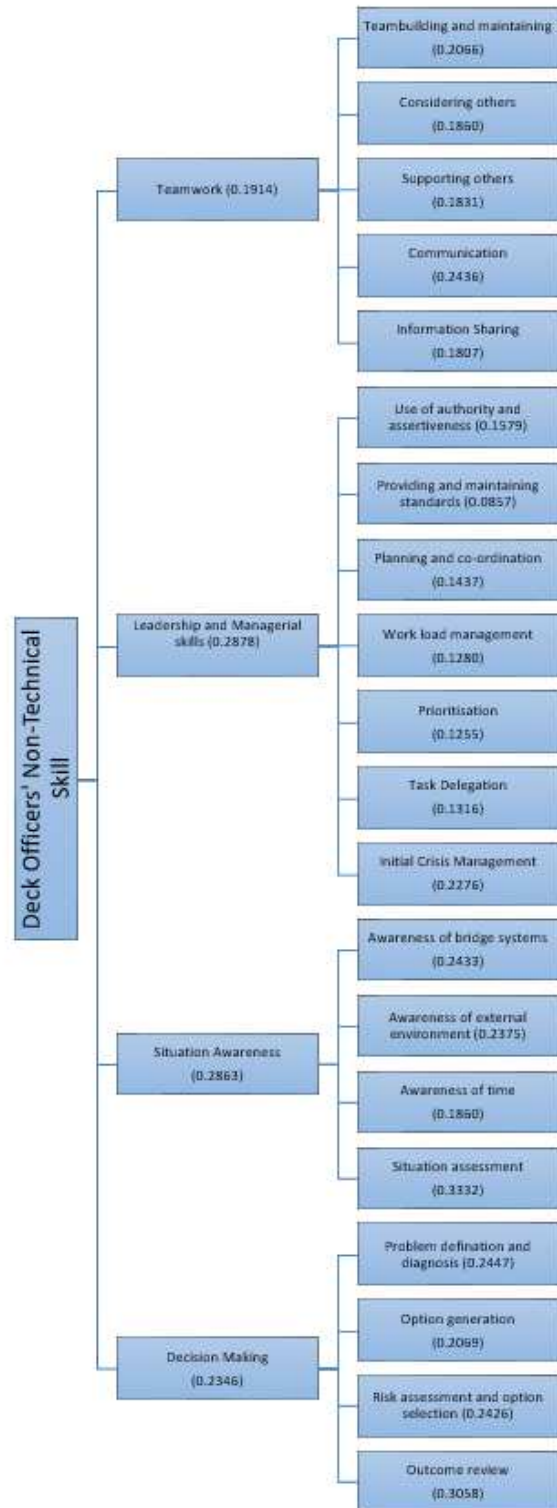 Deck Officers' Non-Technical
Skill
Teamwork (0.1914)
Teambuilding and maintaining
(0.2066)
Considering others
(0.1860)
Supporting others
(0.1831)
Communication
(0.2436)
Information Sharing
(0.1807)
Leadership and Managerial
skills (0.2878)
Use of authority and
assertiveness (0.1579)
Providing and maintaining
standards (0.0857)
Planning and co-ordination
(0.1437)
Work load management
(0.1280)
Prioritisation
(0.1255)
Task Delegation
(0.1316)
Initial Crisis Management
(0.2276)
Situation Awareness
(0.2863)
Awareness of bridge systems
(0.2433)
Awareness of external
environment (0.2375)
Awareness of time
(0.1860)
Situation assessment
(0.3332)
Decision Making
(0.2346)
Problem defination and
diagnosis (0.2447)
Option generation
(0.2069)
Risk assessment and option
selection (0.2426)
Outcome review
(0.3058)